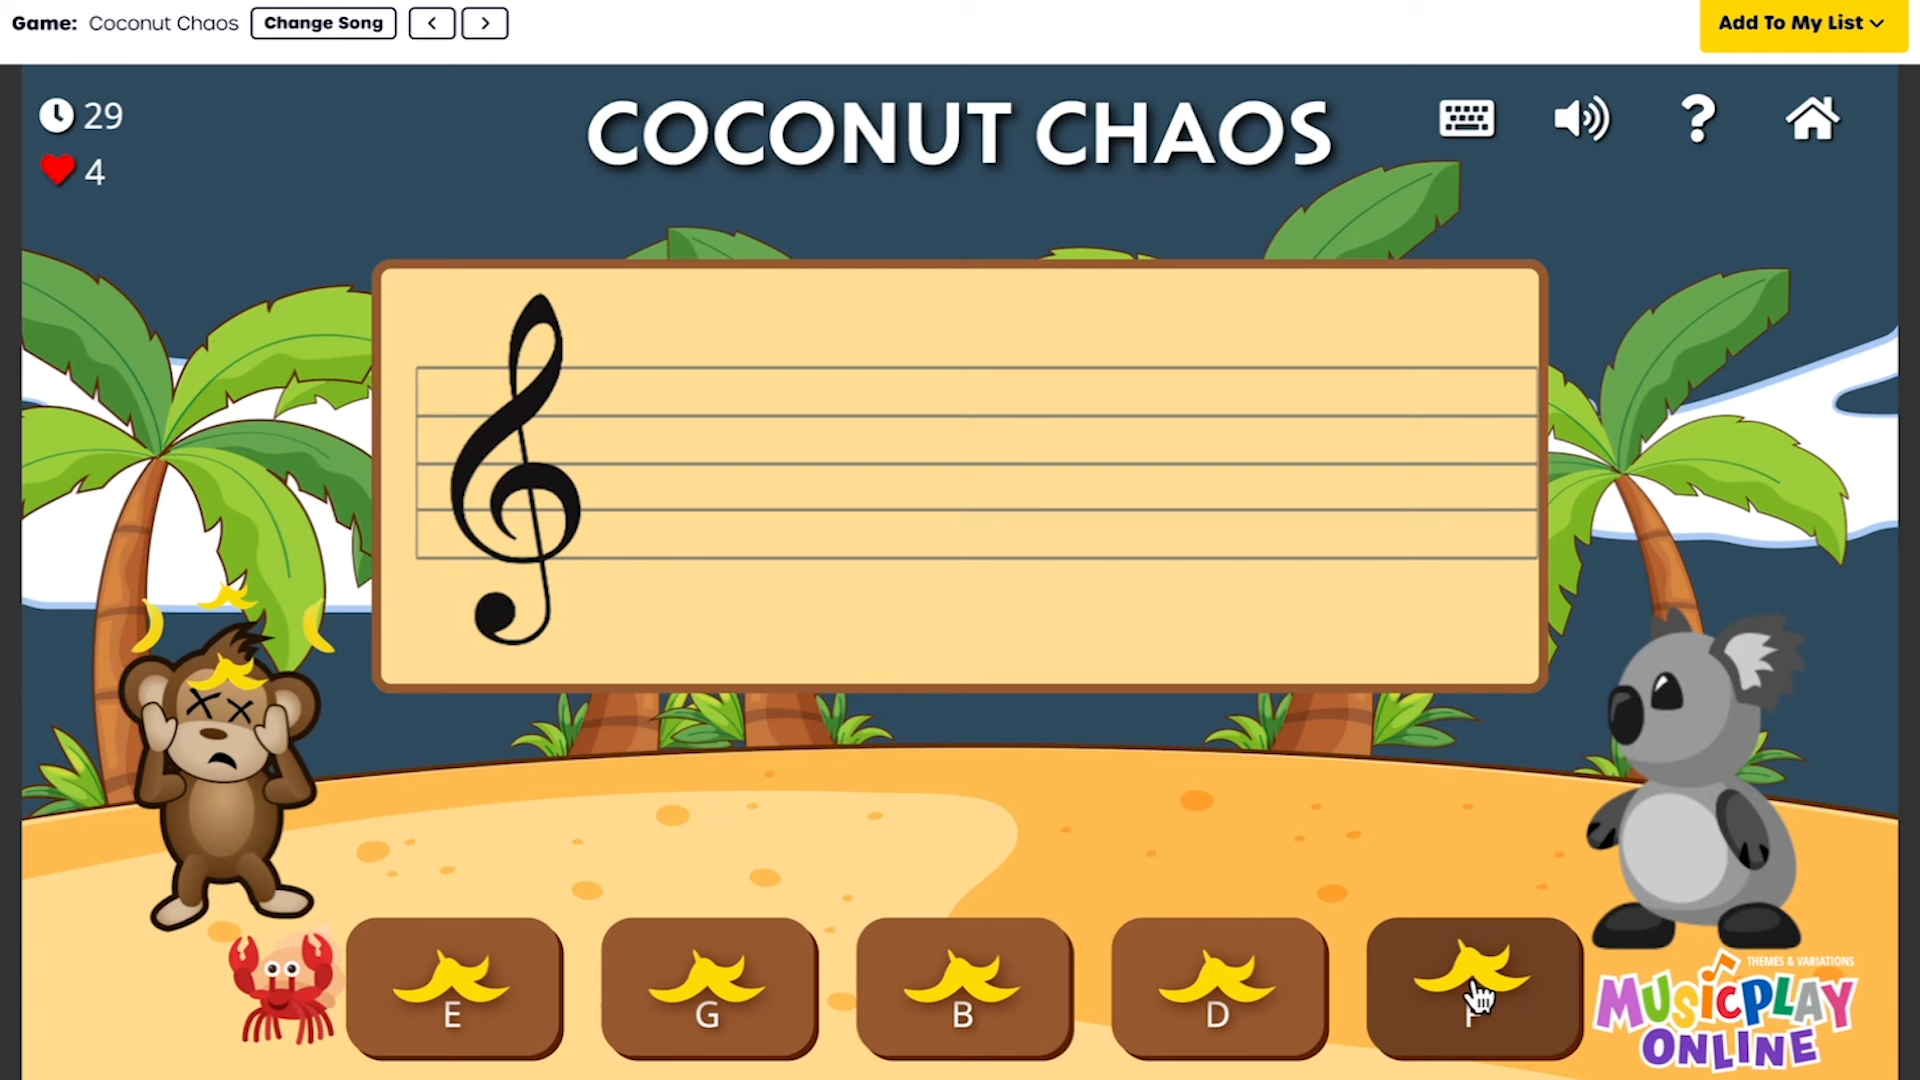 Game: Coconut Chaos Change Song < > Add To My List
29
COCONUT CHAOS
?
4
E G B D
THEMES & VARIATIONS
MUSICPLAY
ONLINE